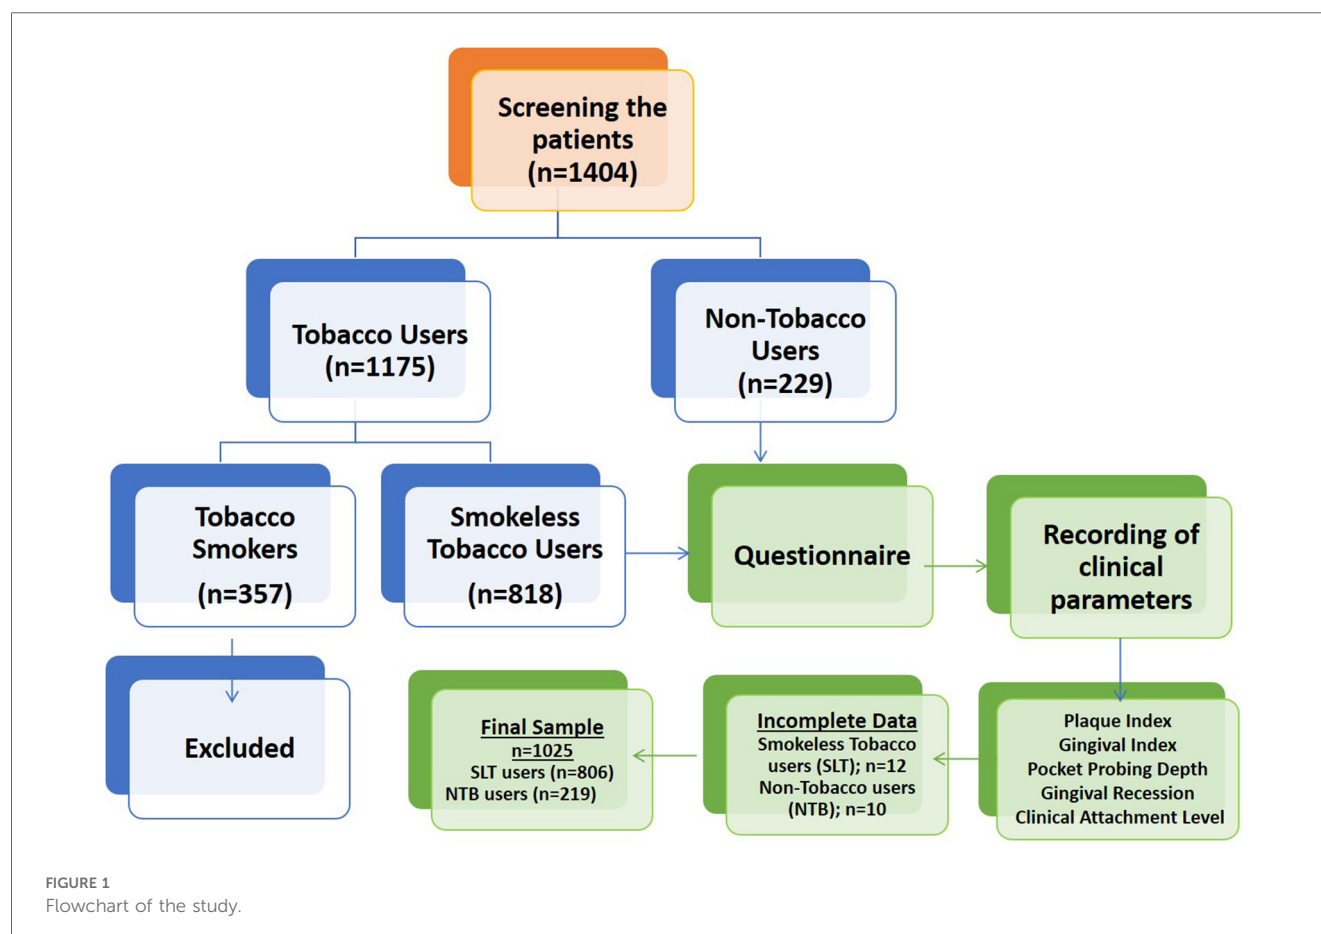 Screening the
patients
(n=1404)
Tobacco Users
(n=1175)
Non-Tobacco
Users
(n=229)
Tobacco
Smokers
(n=357)
Smokeless
Tobacco Users
(n=818)
Questionnaire
Recording of
clinical
parameters
Excluded
Final Sample
n=1025
SLT users (n=806)
NTB users (n=219)
Incomplete Data
Smokeless Tobacco
users (SLT); n=12
Non-Tobacco users
(NTB); n=10
Plaque Index
Gingival Index
Pocket Probing Depth
Gingival Recession
Clinical Attachment Level
FIGURE 1
Flowchart of the study.